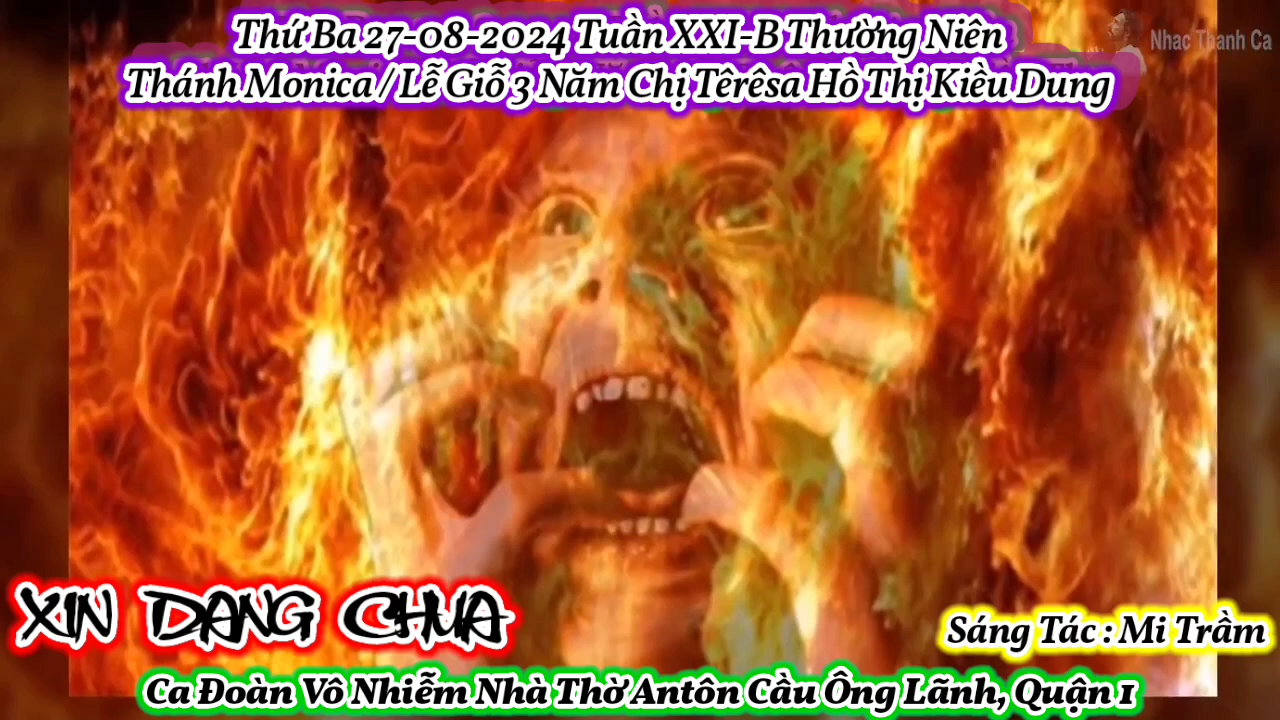 Thứ Ba 27-08-2024 Tuần XXI-B Thường Niên
Nhac Thanh Ca
Thánh Monica / Lễ Giỗ 3 Năm Chị Têrêsa Hồ Thị Kiều Dung
XIN DANG CHUA
Sáng Tác : Mi Trầm
Ca Đoàn Vô Nhiễm Nhà Thờ Antôn Cầu Ông Lãnh, Quận 1